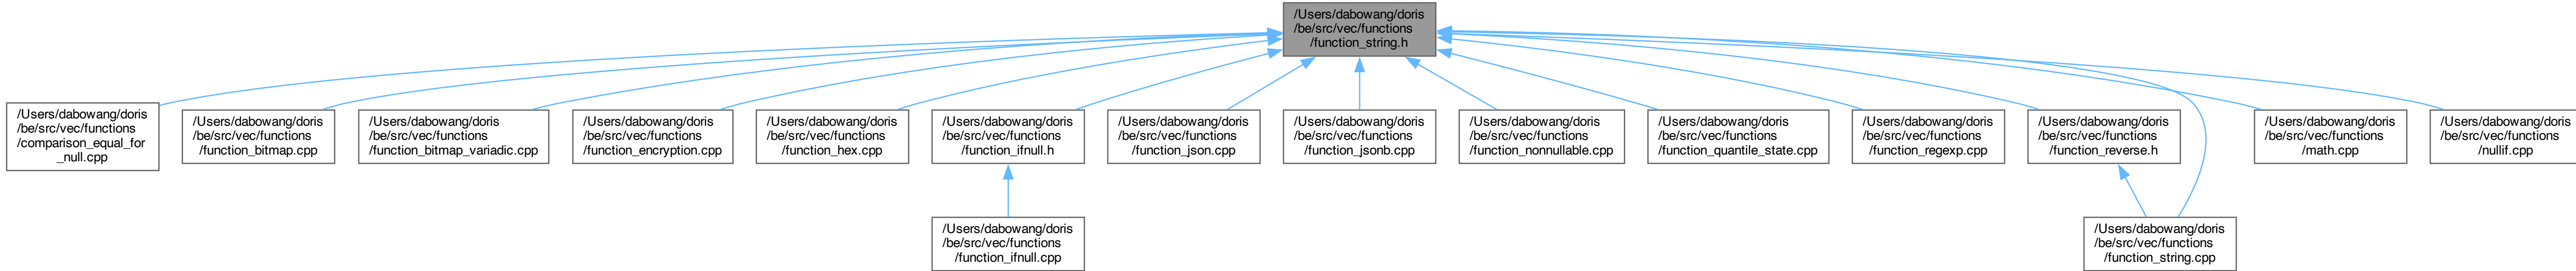 /Users/dabowang/doris
/be/src/vec/functions
/function_string.h
/Users/dabowang/doris
/be/src/vec/functions
/comparison_equal_for
_null.cpp
/Users/dabowang/doris
/be/src/vec/functions
/function_bitmap.cpp
/Users/dabowang/doris
/be/src/vec/functions
/function_bitmap_variadic.cpp
/Users/dabowang/doris
/be/src/vec/functions
/function_encryption.cpp
/Users/dabowang/doris
/be/src/vec/functions
/function_hex.cpp
/Users/dabowang/doris
/be/src/vec/functions
/function_ifnull.h
/Users/dabowang/doris
/be/src/vec/functions
/function_json.cpp
/Users/dabowang/doris
/be/src/vec/functions
/function_jsonb.cpp
/Users/dabowang/doris
/be/src/vec/functions
/function_nonnullable.cpp
/Users/dabowang/doris
/be/src/vec/functions
/function_quantile_state.cpp
/Users/dabowang/doris
/be/src/vec/functions
/function_regexp.cpp
/Users/dabowang/doris
/be/src/vec/functions
/function_reverse.h
/Users/dabowang/doris
/be/src/vec/functions
/math.cpp
/Users/dabowang/doris
/be/src/vec/functions
/nullif.cpp
/Users/dabowang/doris
/be/src/vec/functions
/function_ifnull.cpp
/Users/dabowang/doris
/be/src/vec/functions
/function_string.cpp